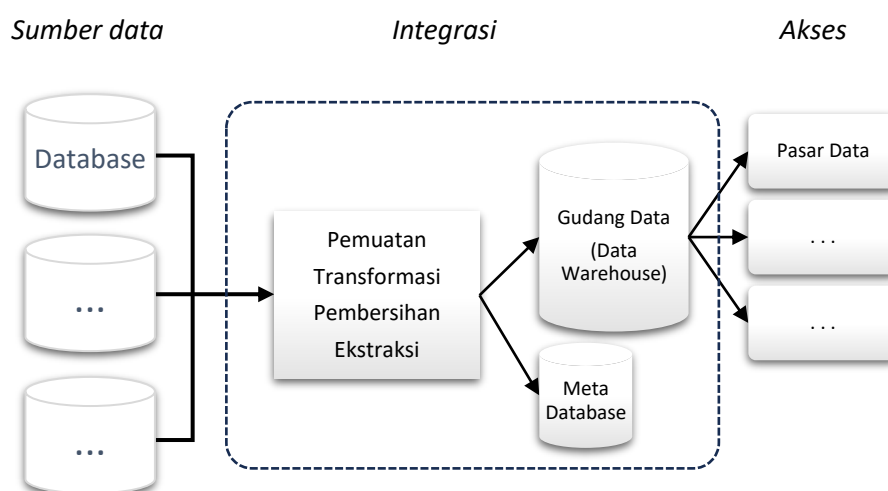 Sumber data
Integrasi
Akses
Database
...
...
Pemuatan
Transformasi
Pembersihan
Ekstraksi
Gudang Data
(Data
Warehouse)
Meta
Database
Pasar Data
. . .
. . .